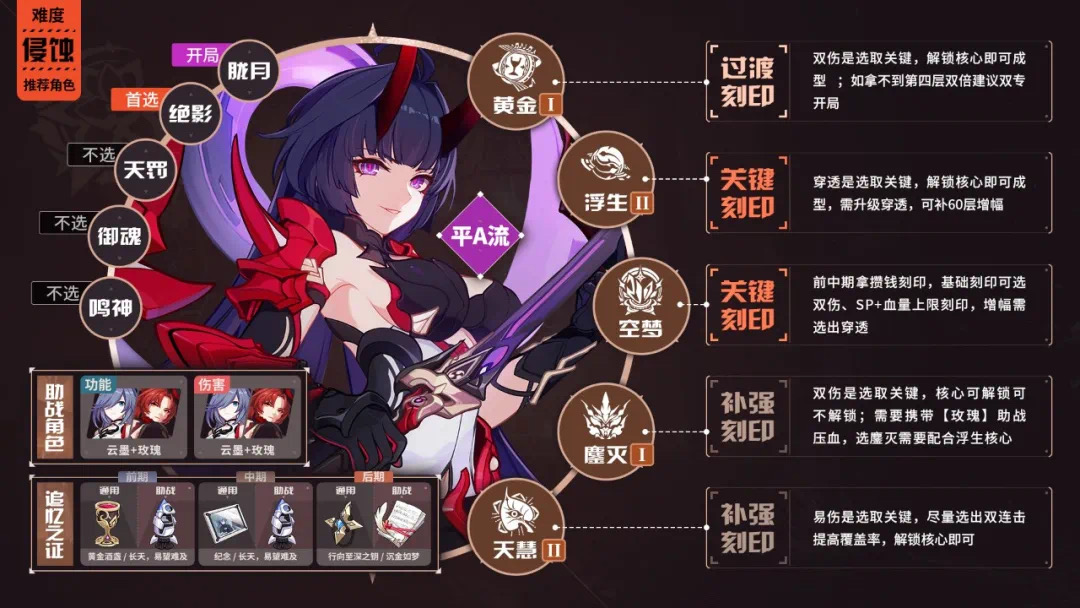 难度
侵蚀
推荐角色
开局
胧月
首选
绝影
不选
天罚
不选
御魂
不选
鸣神
平A流
黄金 I
浮生 II
空梦
鏖灭 I
天慧 II
过渡
刻印
双伤是选取关键，解锁核心即可成
型 ；如拿不到第四层双倍建议双专
开局
关键
刻印
穿透是选取关键，解锁核心即可成
型，需升级穿透，可补60层增幅
关键
刻印
前中期拿攒钱刻印，基础刻印可选
双伤、SP+血量上限刻印，增幅需
选出穿透
补强
刻印
双伤是选取关键，核心可解锁可
不解锁；需要携带【玫瑰】助战
压血，选鏖灭需要配合浮生核心
补强
刻印
易伤是选取关键，尽量选出双连击
提高覆盖率，解锁核心即可
助战角色
功能
云墨+玫瑰
伤害
云墨+玫瑰
追忆之证
前期
通用 助战
黄金酒盏 / 长天，易望难及
中期
通用 助战
纪念 / 长天，易望难及
后期
通用 助战
行向至深之钥 / 沉金如梦